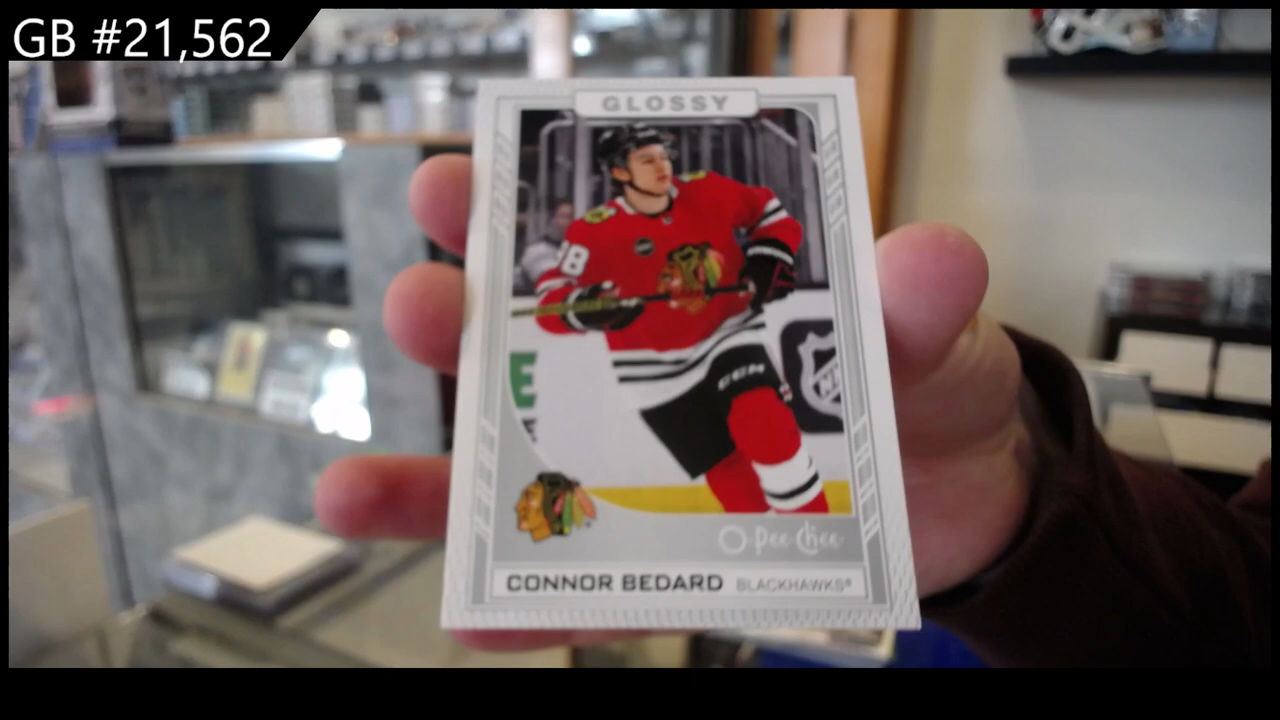 GB #21,562
GLOSSY
98
CCM
E
O-Pee-Chee
CONNOR BEDARD BLACKHAWKS®